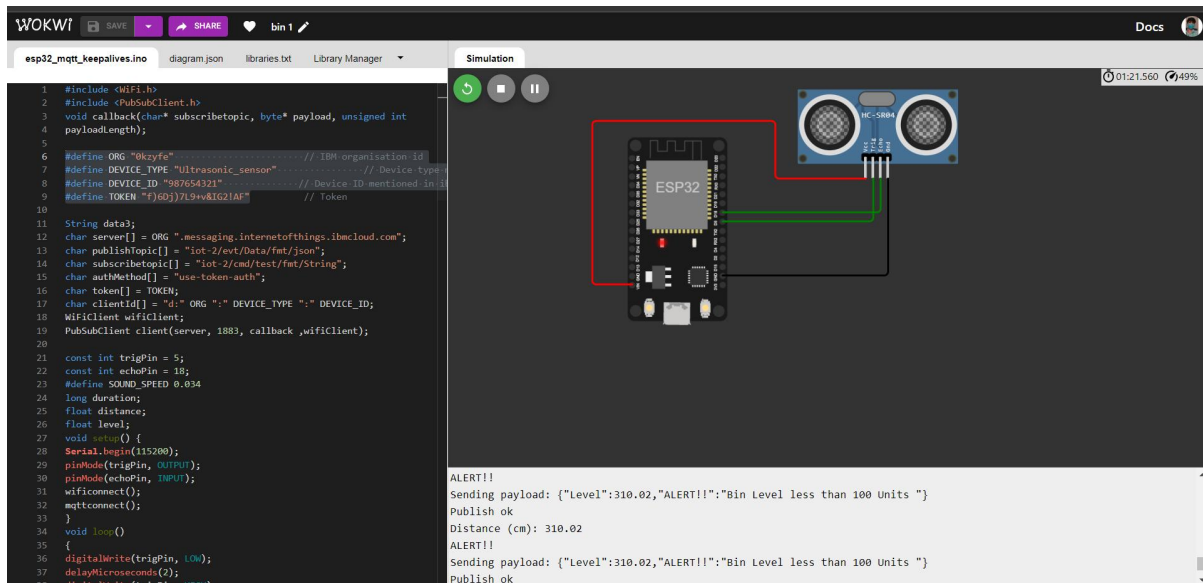 WOKWI SAVE SHARE bin 1 Docs
esp32_mqtt_keepalives.ino diagram.json libraries.txt Library Manager
Simulation
01:21.560 49%
1 #include <WiFi.h>
2 #include <PubSubClient.h>
3 void callback(char* subscribetopic, byte* payload, unsigned int
4 payloadLength);
5
6 #define ORG "0kzyfe" // IBM organisation id
7 #define DEVICE_TYPE "Ultrasonic_sensor" // Device type
8 #define DEVICE_ID "987654321" // Device ID mentioned in
9 #define TOKEN "f)6Dj)7L9+v&IG2!AF" // Token
10
11 String data3;
12 char server[] = ORG ".messaging.internetofthings.ibmcloud.com";
13 char publishTopic[] = "iot-2/evt/Data/fmt/json";
14 char subscribetopic[] = "iot-2/cmd/test/fmt/String";
15 char authMethod[] = "use-token-auth";
16 char token[] = TOKEN;
17 char clientId[] = "d:" ORG ":" DEVICE_TYPE ":" DEVICE_ID;
18 WiFiClient wifiClient;
19 PubSubClient client(server, 1883, callback ,wifiClient);
20
21 const int trigPin = 5;
22 const int echoPin = 18;
23 #define SOUND_SPEED 0.034
24 long duration;
25 float distance;
26 float level;
27 void setup() {
28 Serial.begin(115200);
29 pinMode(trigPin, OUTPUT);
30 pinMode(echoPin, INPUT);
31 wificonnect();
32 mqttconnect();
33 }
34 void loop()
35 {
36 digitalWrite(trigPin, LOW);
37 delayMicroseconds(2);
HC-SR04
Vcc
Trig
Echo
Gnd
ESP32
ALERT!!
Sending payload: {"Level":310.02,"ALERT!!":"Bin Level less than 100 Units "}
Publish ok
Distance (cm): 310.02
ALERT!!
Sending payload: {"Level":310.02,"ALERT!!":"Bin Level less than 100 Units "}
Publish ok